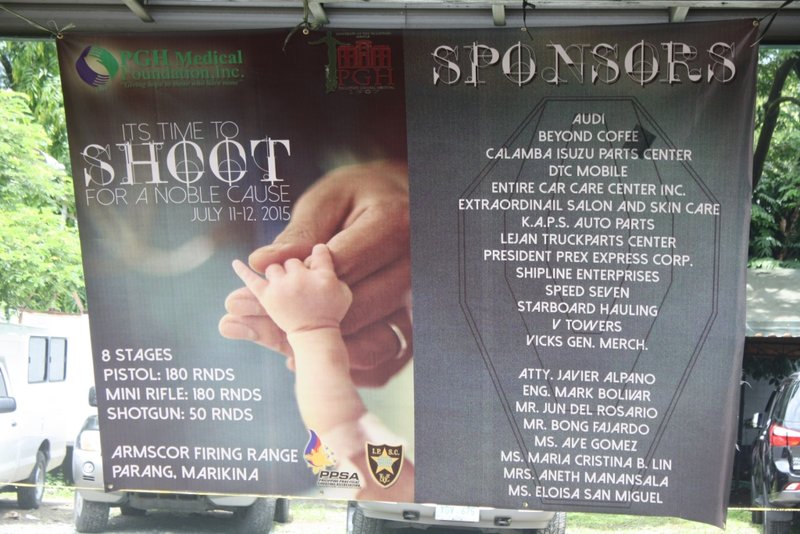 PGH Medical
Foundation, Inc.
PGH
ITS TIME TO
SHOOT
FOR A NOBLE CAUSE
JULY 11-12, 2015
8 STAGES
PISTOL: 180 RNDS
MINI RIFLE: 180 RNDS
SHOTGUN: 50 RNDS
ARMSCOR FIRING RANGE
PARANG, MARIKINA
PPSA
I.P.S.C.
SPONSORS
AUDI
BEYOND COFEE
CALAMBA ISUZU PARTS CENTER
DTC MOBILE
ENTIRE CAR CARE CENTER INC.
EXTRAORDINAIL SALON AND SKIN CARE
K.A.P.S. AUTO PARTS
LEJAN TRUCKPARTS CENTER
PRESIDENT PREX EXPRESS CORP.
SHIPLINE ENTERPRISES
SPEED SEVEN
STARBOARD HAULING
V TOWERS
VICKS GEN. MERCH.
ATTY. JAVIER ALPANO
ENG. MARK BOLIVAR
MR. JUN DEL ROSARIO
MR. BONG FAJARDO
MS. AVE GOMEZ
MS. MARIA CRISTINA B. LIN
MRS. ANETH MANANSALA
MS. ELOISA SAN MIGUEL